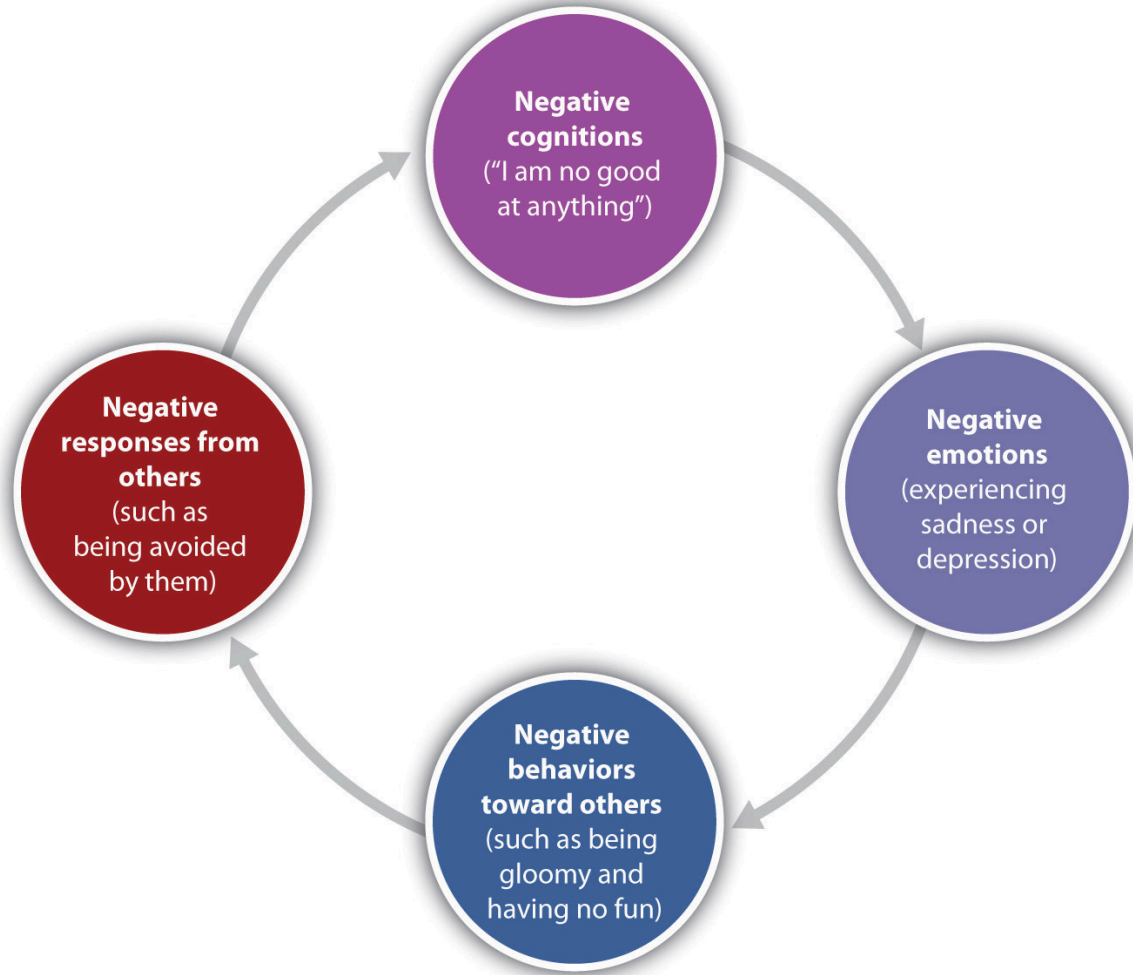 Negative
cognitions
(“I am no good
at anything”)
Negative
emotions
(experiencing
sadness or
depression)
Negative
behaviors
toward others
(such as being
gloomy and
having no fun)
Negative
responses from
others
(such as
being avoided
by them)